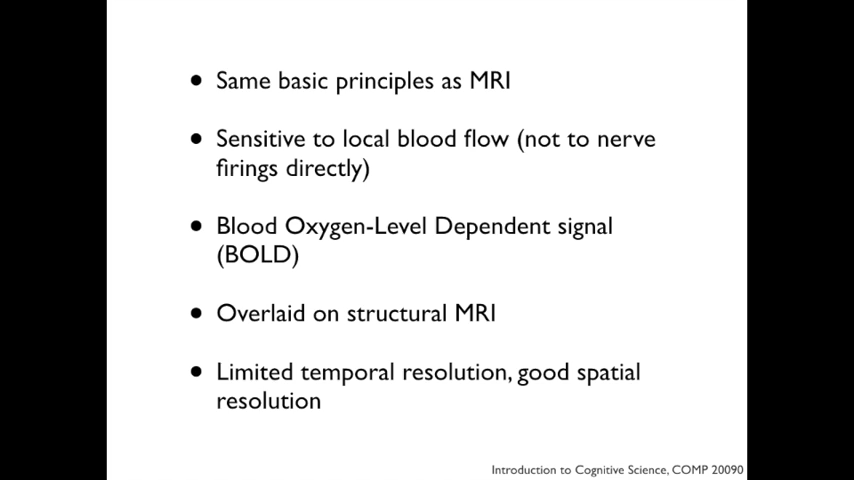 • Same basic principles as MRI
• Sensitive to local blood flow (not to nerve
firings directly)
• Blood Oxygen-Level Dependent signal
(BOLD)
• Overlaid on structural MRI
• Limited temporal resolution, good spatial
resolution
Introduction to Cognitive Science, COMP 20090